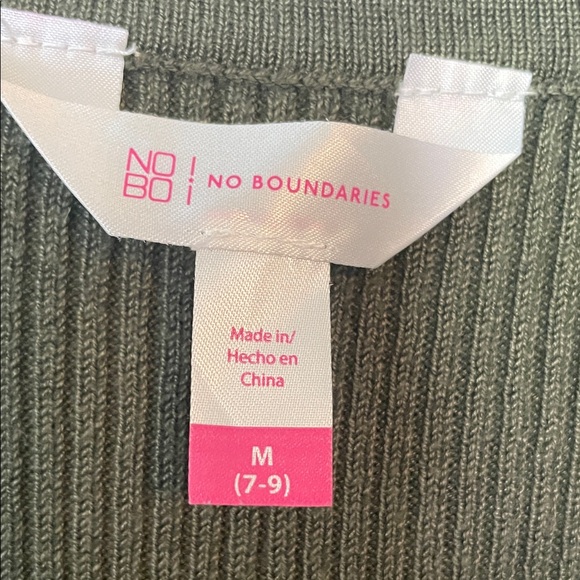 NO!
BO¡
NO BOUNDARIES
Made in/
Hecho en
China
M
(7-9)